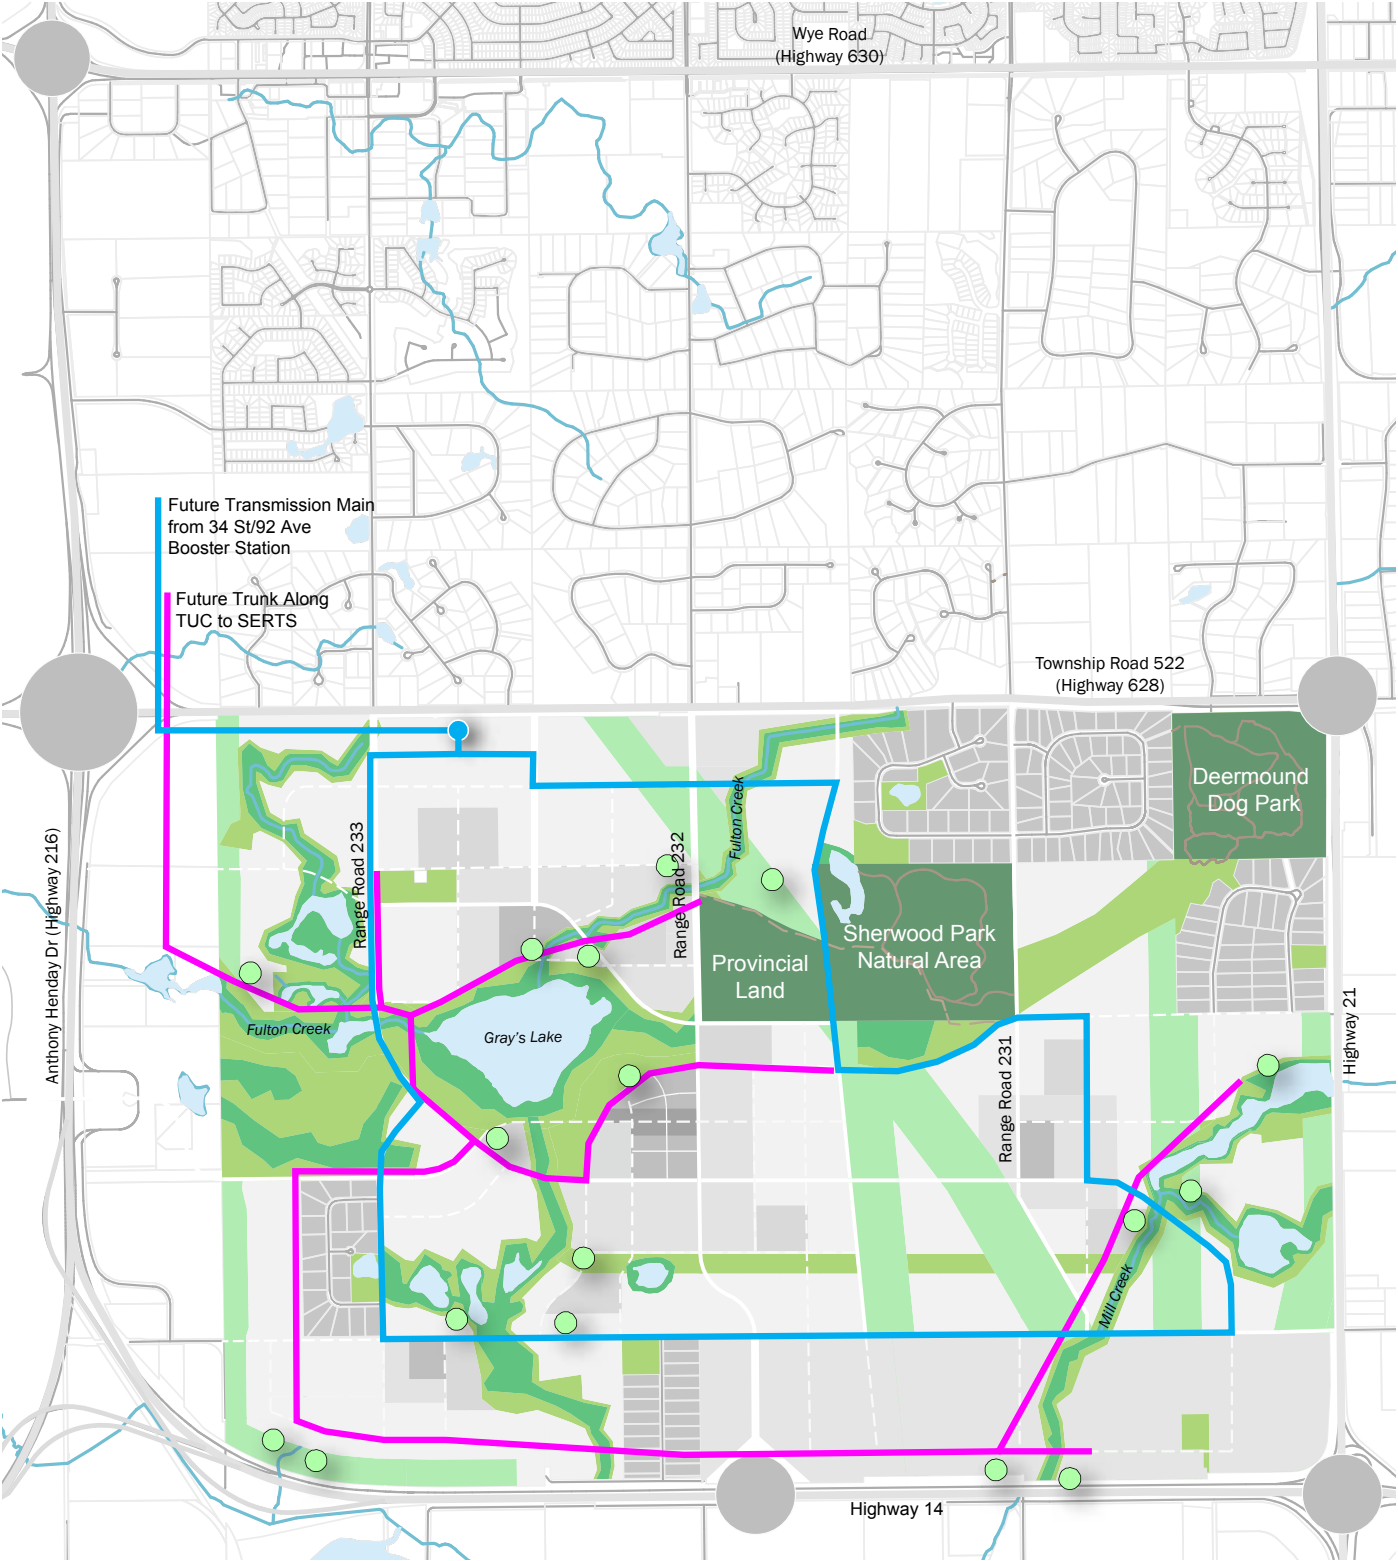 Wye Road
(Highway 630)
Future Transmission Main
from 34 St/92 Ave
Booster Station
Future Trunk Along
TUC to SERTS
Township Road 522
(Highway 628)
Deermound
Dog Park
Fulton Creek
Range Road 233
Range Road 232
Anthony Henday Dr (Highway 216)
Sherwood Park
Natural Area
Provincial
Land
Fulton Creek
Gray's Lake
Highway 21
Range Road 231
Mill Creek
Highway 14